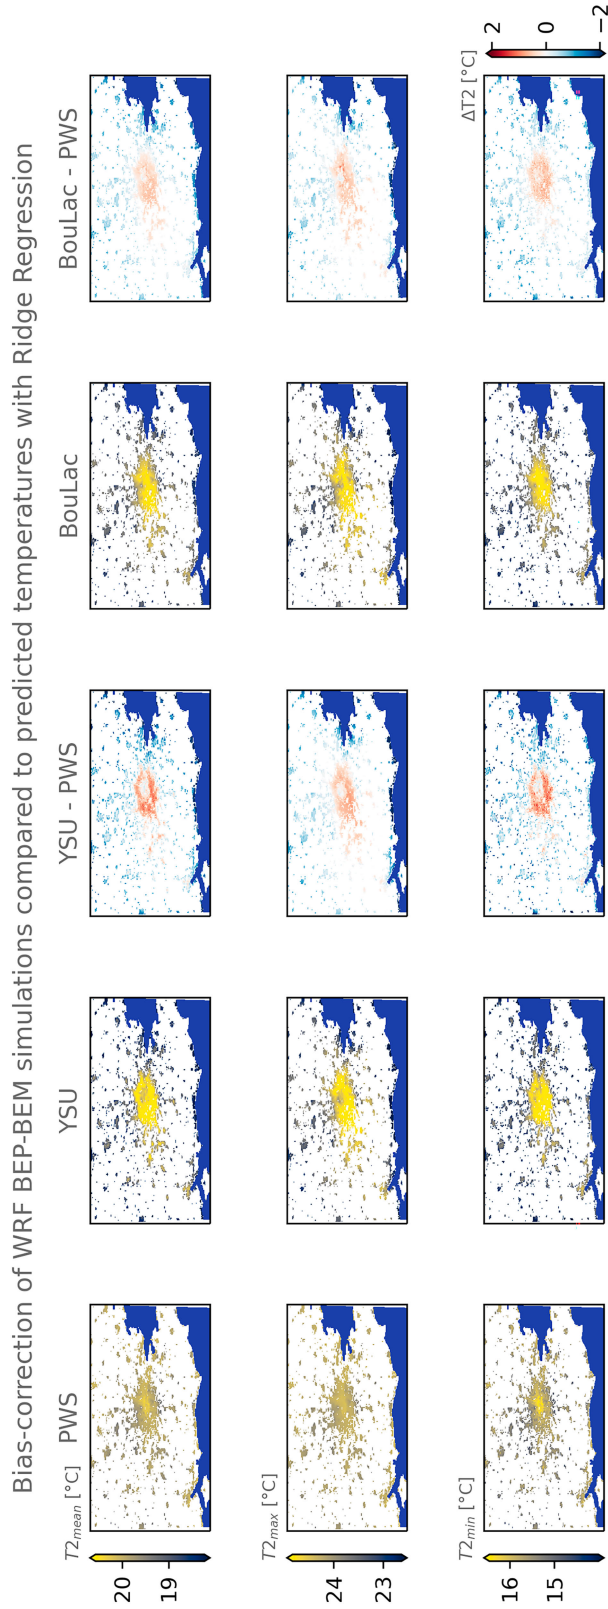 Bias-correction of WRF BEP-BEM simulations compared to predicted temperatures with Ridge Regression
PWS
YSU
YSU - PWS
BouLac
BouLac - PWS
T2mean [°C]
20
19
T2max [°C]
24
23
T2min [°C]
16
15
ΔT2 [°C]
2
0
−2